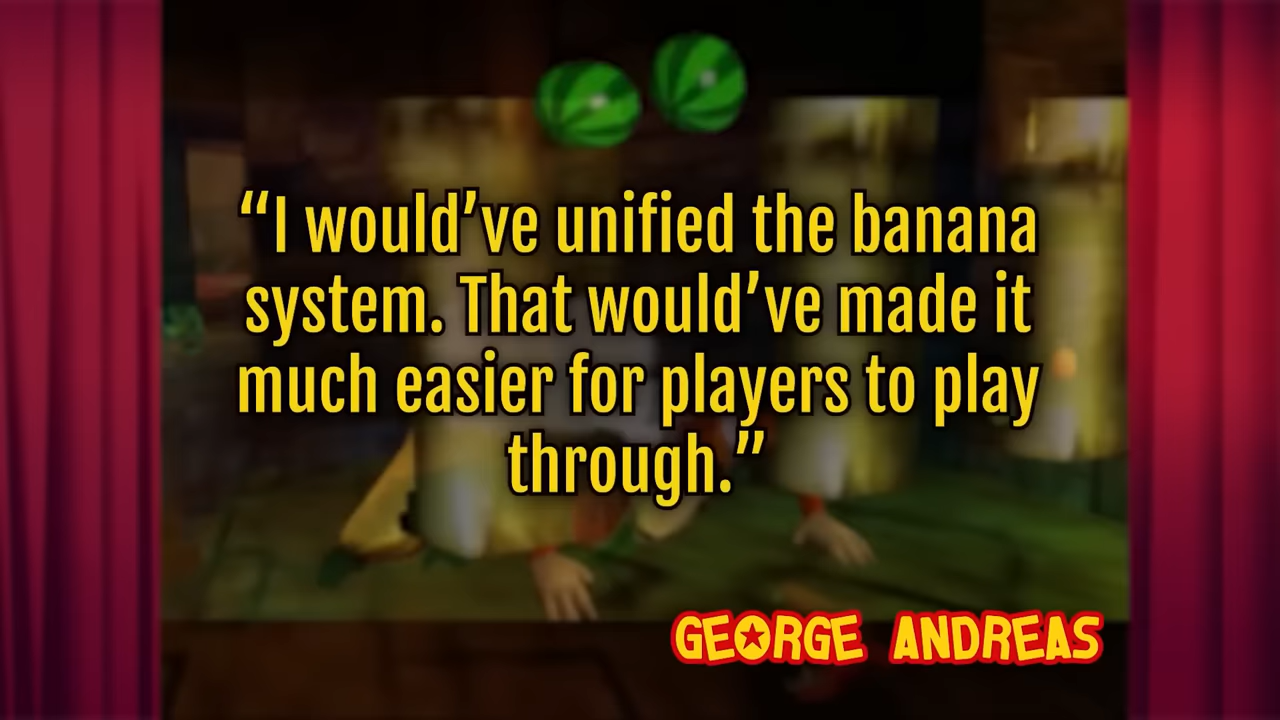 “I would’ve unified the banana
system. That would’ve made it
much easier for players to play
through.”
GEORGE ANDREAS